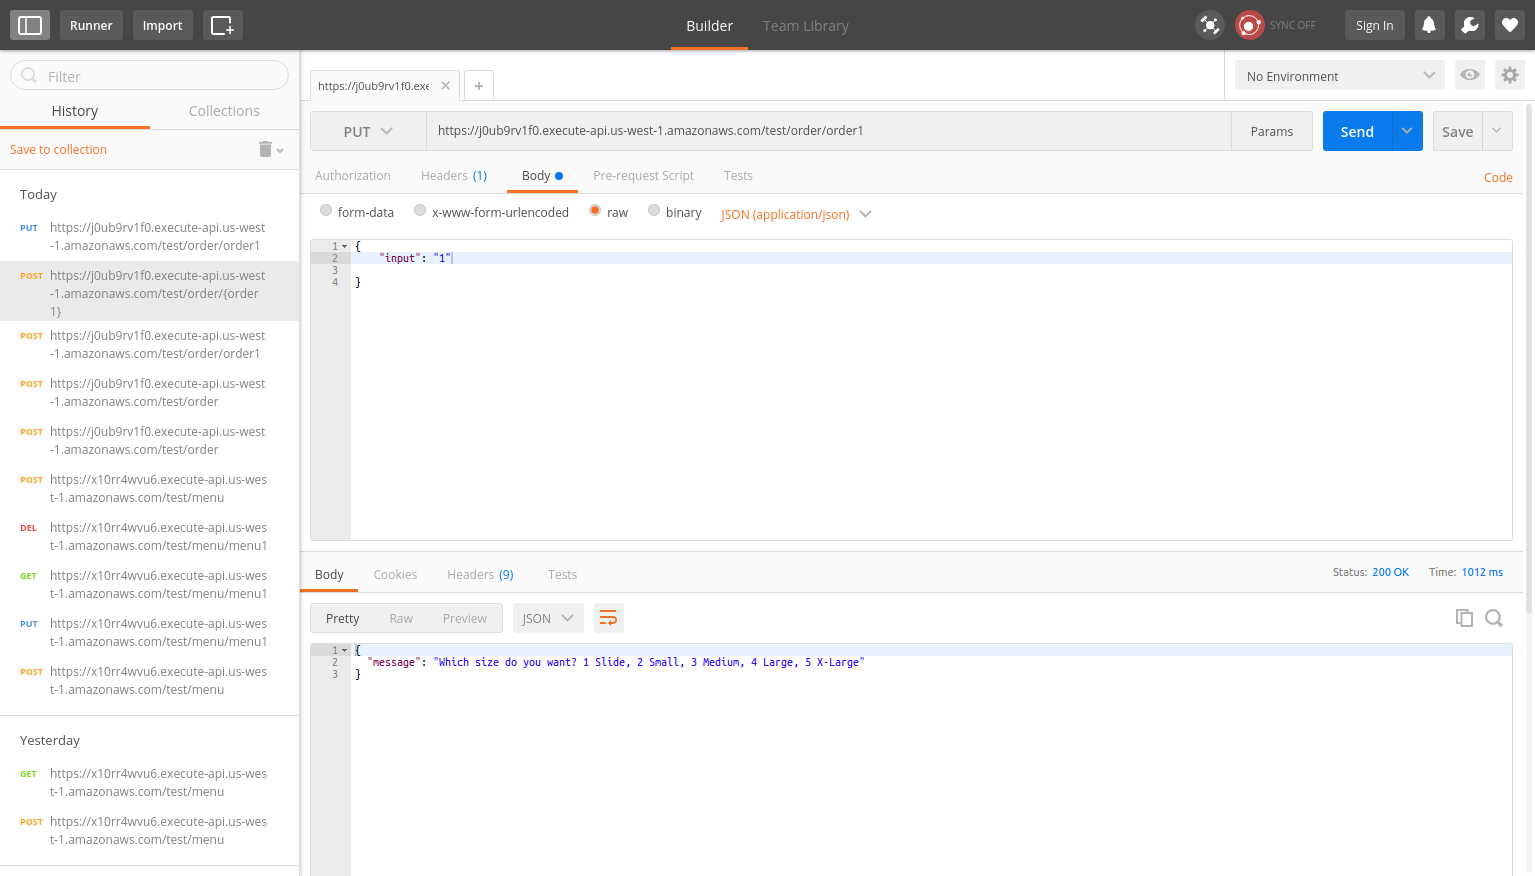 Runner
Import
Builder
Team Library
SYNC OFF
Sign In
Filter
History
Collections
Save to collection
Today
PUT https://j0ub9rv1f0.execute-api.us-west
-1.amazonaws.com/test/order/order1
POST https://j0ub9rv1f0.execute-api.us-west
-1.amazonaws.com/test/order/{order
1}
POST https://j0ub9rv1f0.execute-api.us-west
-1.amazonaws.com/test/order/order1
POST https://j0ub9rv1f0.execute-api.us-west
-1.amazonaws.com/test/order
POST https://j0ub9rv1f0.execute-api.us-west
-1.amazonaws.com/test/order
POST https://x10rr4wvu6.execute-api.us-wes
t-1.amazonaws.com/test/menu
DEL https://x10rr4wvu6.execute-api.us-wes
t-1.amazonaws.com/test/menu/menu1
GET https://x10rr4wvu6.execute-api.us-wes
t-1.amazonaws.com/test/menu/menu1
PUT https://x10rr4wvu6.execute-api.us-wes
t-1.amazonaws.com/test/menu/menu1
POST https://x10rr4wvu6.execute-api.us-wes
t-1.amazonaws.com/test/menu
Yesterday
GET https://x10rr4wvu6.execute-api.us-wes
t-1.amazonaws.com/test/menu
POST https://x10rr4wvu6.execute-api.us-wes
t-1.amazonaws.com/test/menu
https://j0ub9rv1f0.exe
No Environment
PUT
https://j0ub9rv1f0.execute-api.us-west-1.amazonaws.com/test/order/order1
Params
Send
Save
Authorization
Headers (1)
Body
Pre-request Script
Tests
Code
form-data
x-www-form-urlencoded
raw
binary
JSON (application/json)
1 {
2 "input": "1"
3
4 }
Body
Cookies
Headers (9)
Tests
Status: 200 OK
Time: 1012 ms
Pretty
Raw
Preview
JSON
1 {
2 "message": "Which size do you want? 1 Slide, 2 Small, 3 Medium, 4 Large, 5 X-Large"
3 }